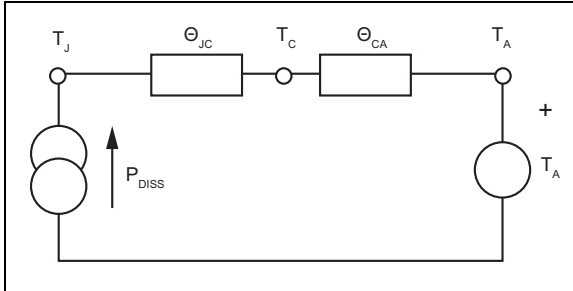 T_J Θ_JC T_C Θ_CA T_A
+
P_DISS T_A